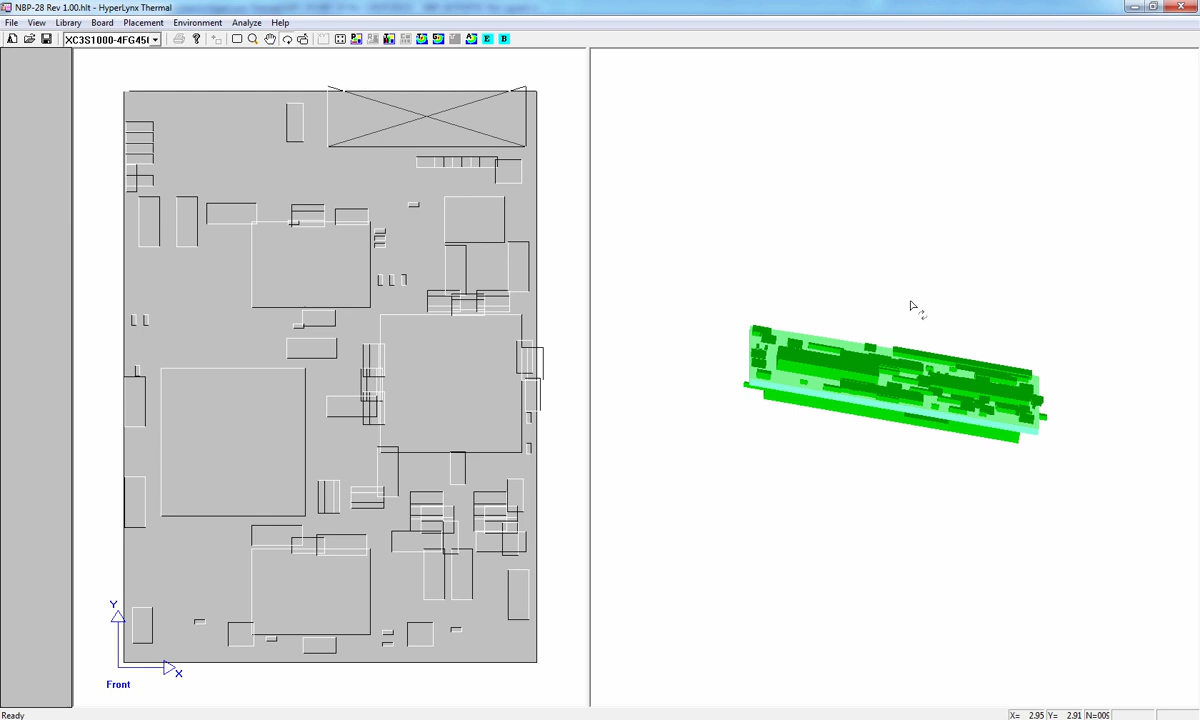 NBP-28 Rev 1.00.hlt - HyperLynx Thermal
File View Library Board Placement Environment Analyze Help
XC3S1000-4FG45
E B
Y
X
Front
Ready
X= 2.95 Y= 2.91 N=009